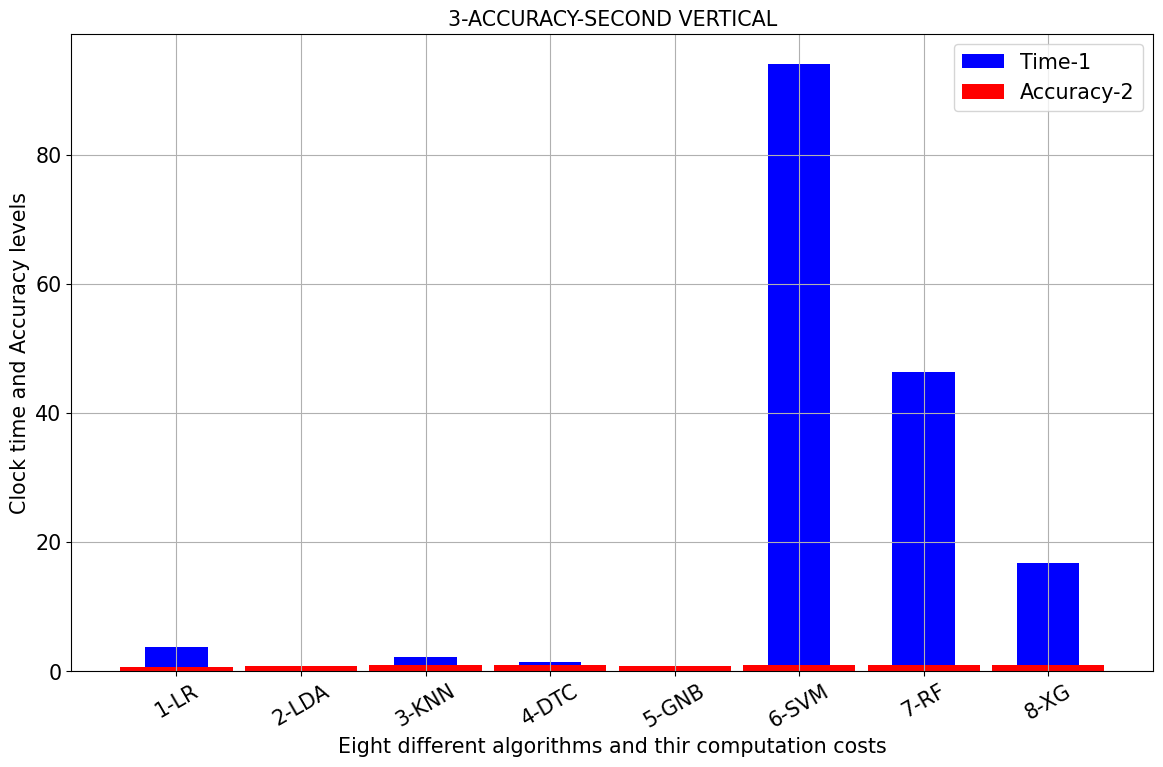 3-ACCURACY-SECOND VERTICAL
Time-1
Accuracy-2
Clock time and Accuracy levels
80
60
40
20
0
1-LR
2-LDA
3-KNN
4-DTC
5-GNB
6-SVM
7-RF
8-XG
Eight different algorithms and thir computation costs